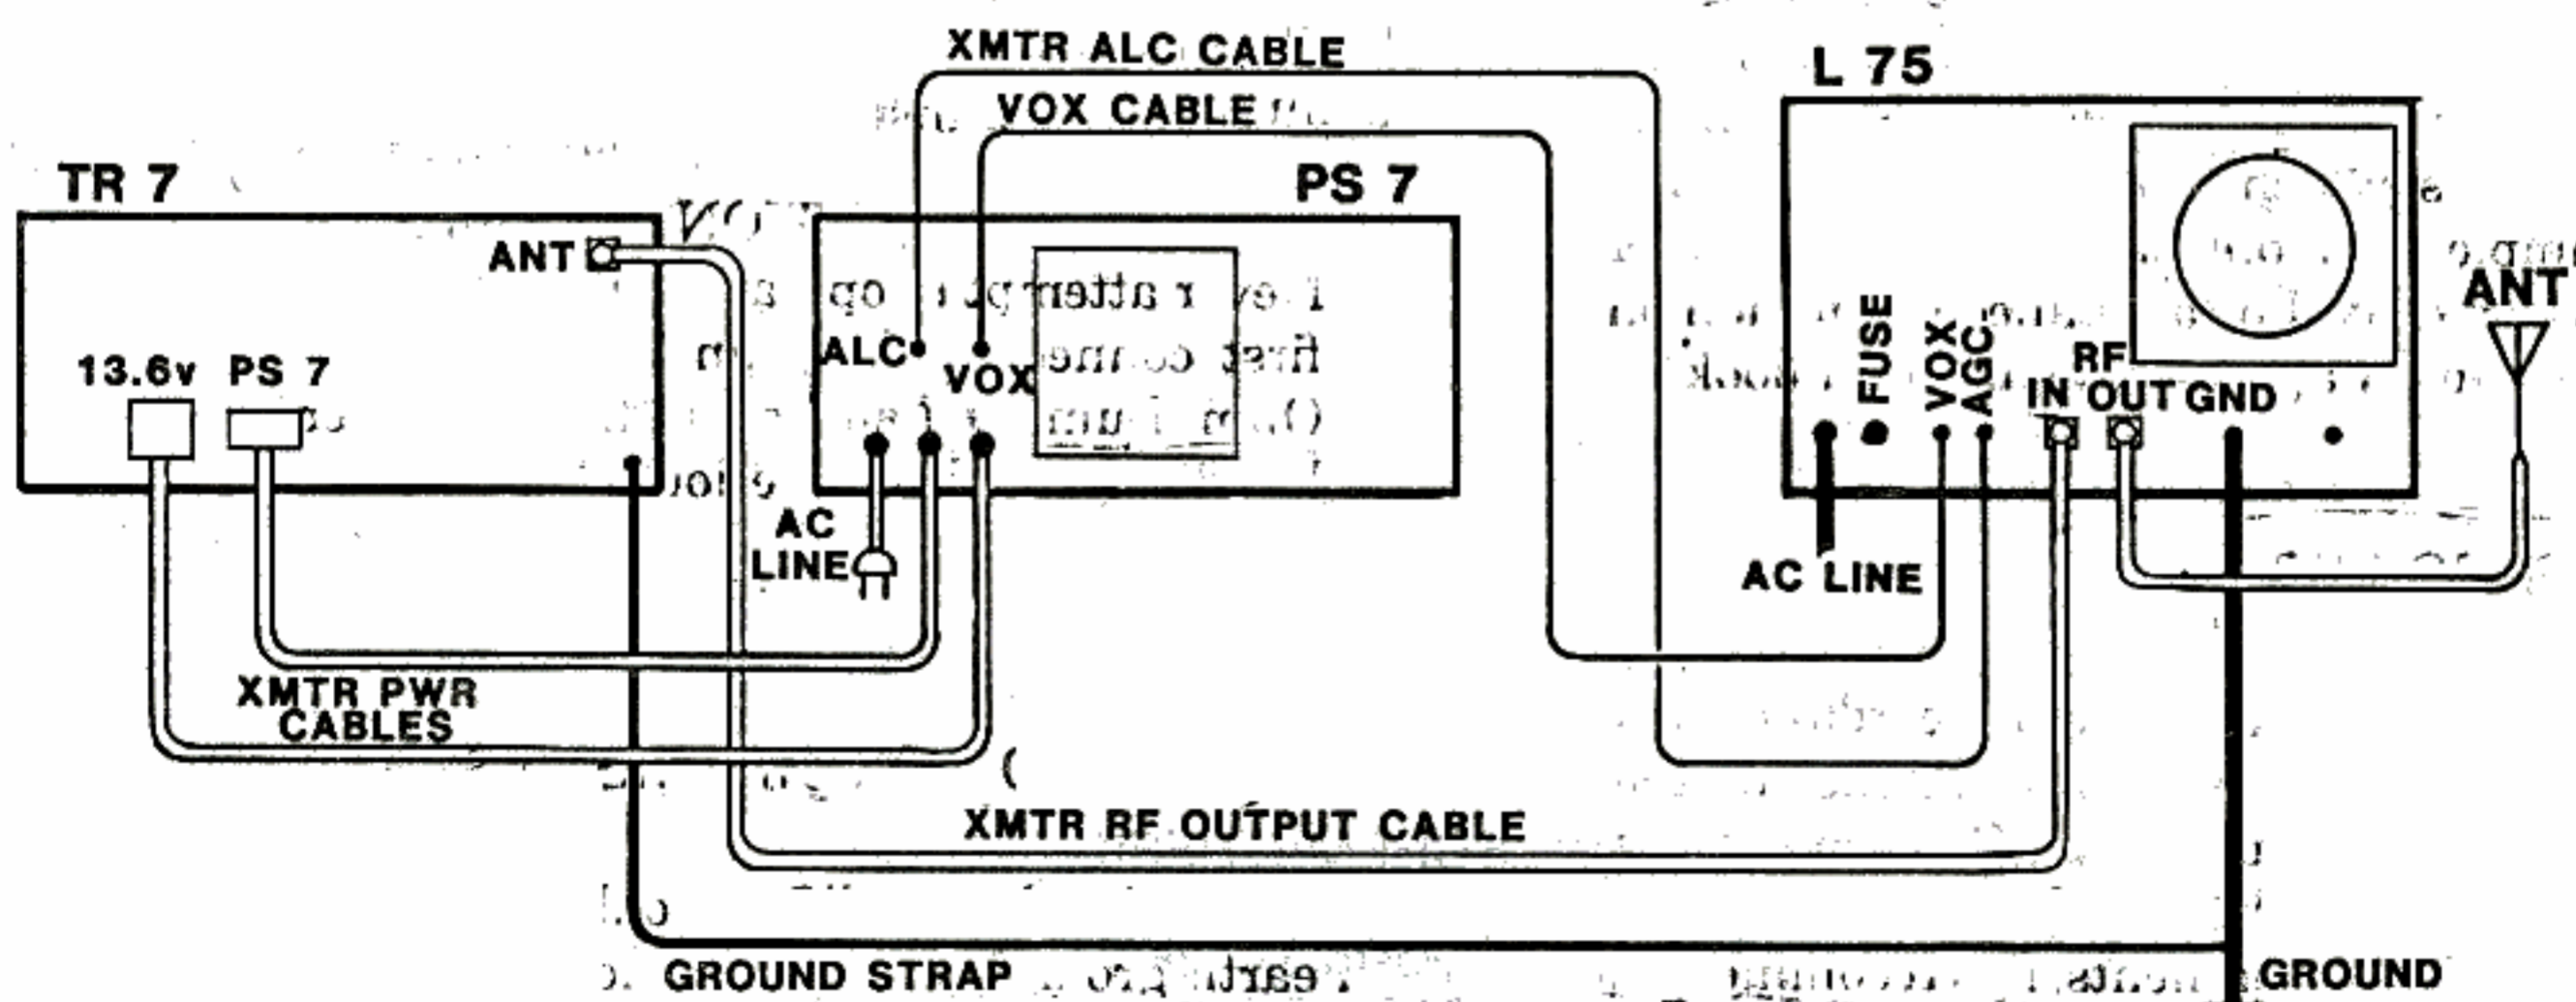 XMTR ALC CABLE
L 75
VOX CABLE
TR 7
PS 7
ANT
ANT
ALC
VOX
FUSE
VOX
AGC
RF
IN OUT GND
13.6v PS 7
AC
LINE
AC LINE
XMTR PWR
CABLES
XMTR RF OUTPUT CABLE
GROUND STRAP
GROUND